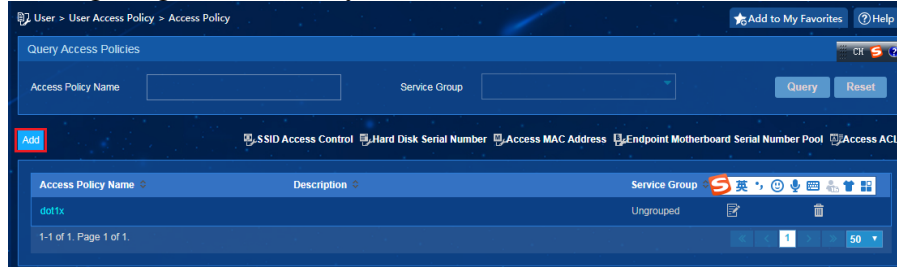 User > User Access Policy > Access Policy
Add to My Favorites
Help
Query Access Policies
CH
Access Policy Name
Service Group
Query
Reset
Add
SSID Access Control
Hard Disk Serial Number
Access MAC Address
Endpoint Motherboard Serial Number Pool
Access ACL
Access Policy Name
Description
Service Group
英
dot1x
Ungrouped
1-1 of 1. Page 1 of 1.
« < 1 > » 50